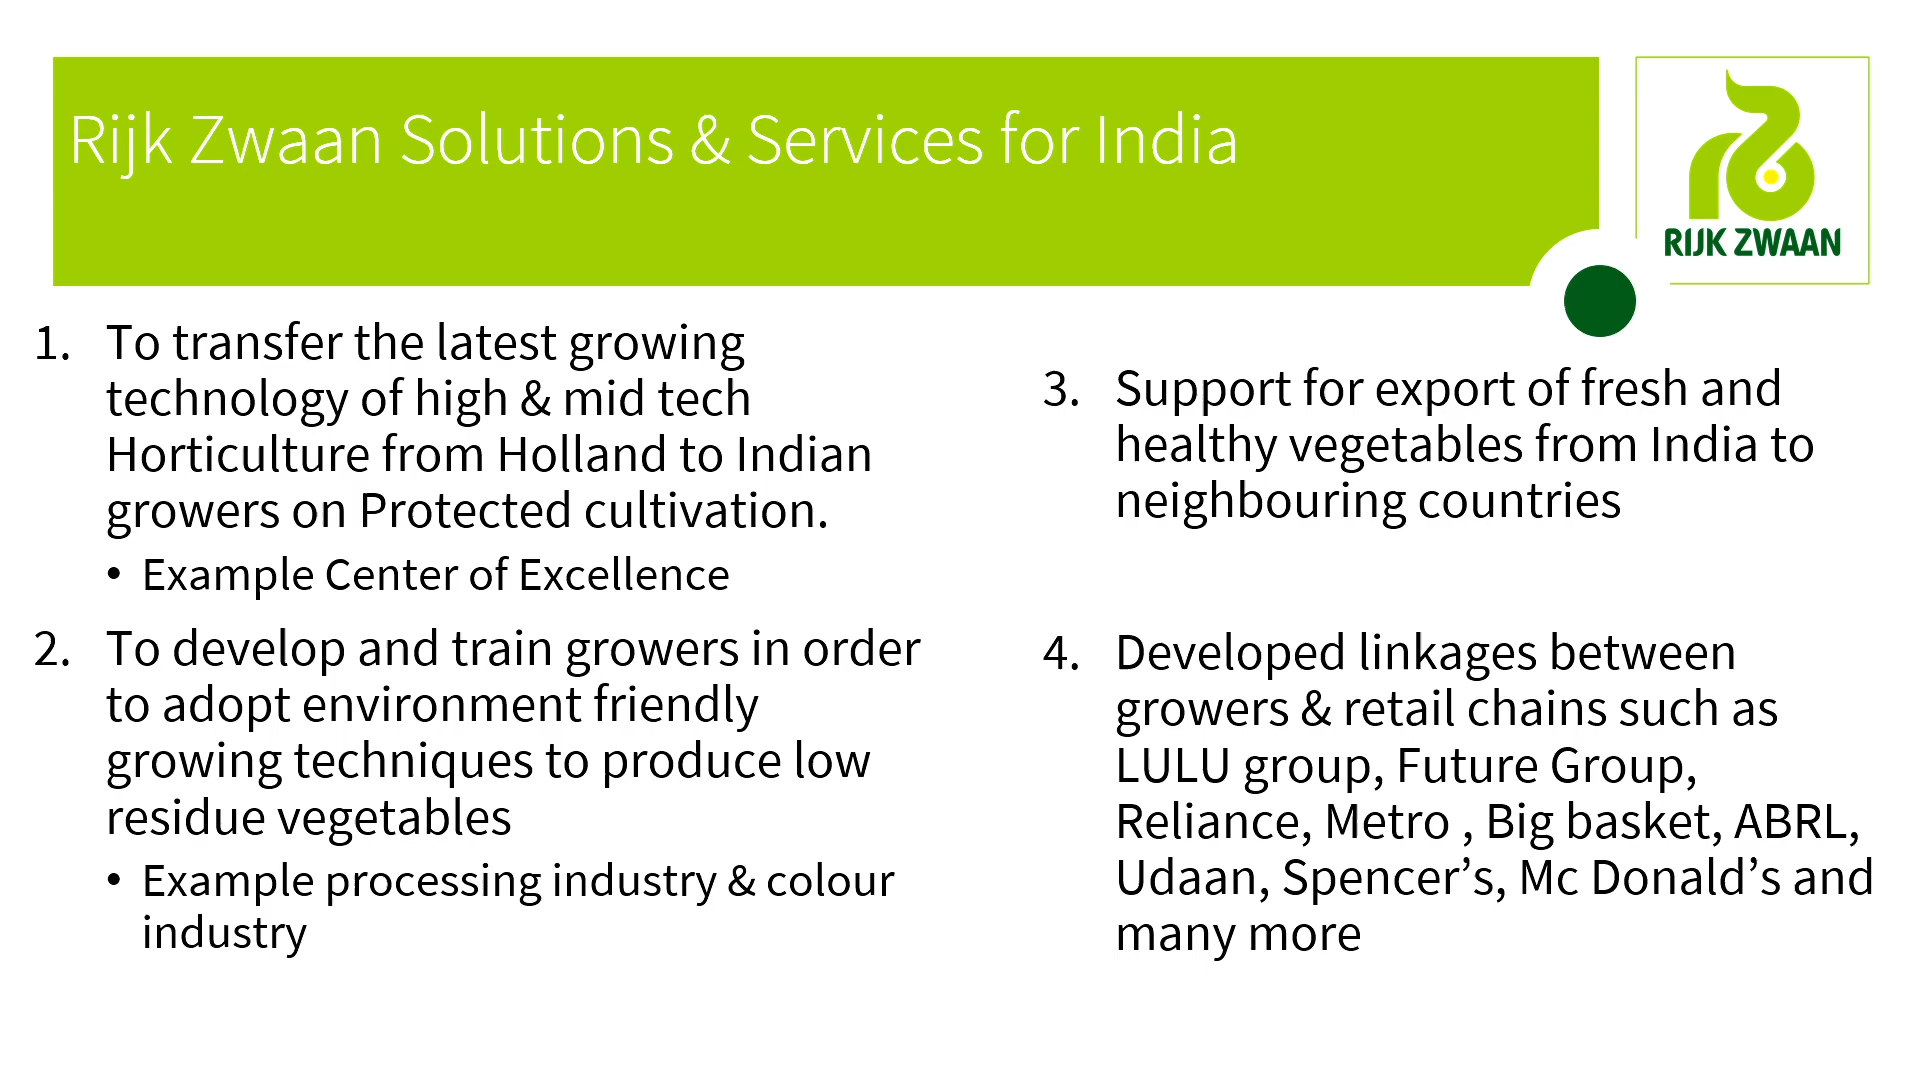 Rijk Zwaan Solutions & Services for India
RIJK ZWAAN
1. To transfer the latest growing
technology of high & mid tech
Horticulture from Holland to Indian
growers on Protected cultivation.
• Example Center of Excellence
2. To develop and train growers in order
to adopt environment friendly
growing techniques to produce low
residue vegetables
• Example processing industry & colour
industry
3. Support for export of fresh and
healthy vegetables from India to
neighbouring countries
4. Developed linkages between
growers & retail chains such as
LULU group, Future Group,
Reliance, Metro , Big basket, ABRL,
Udaan, Spencer’s, Mc Donald’s and
many more